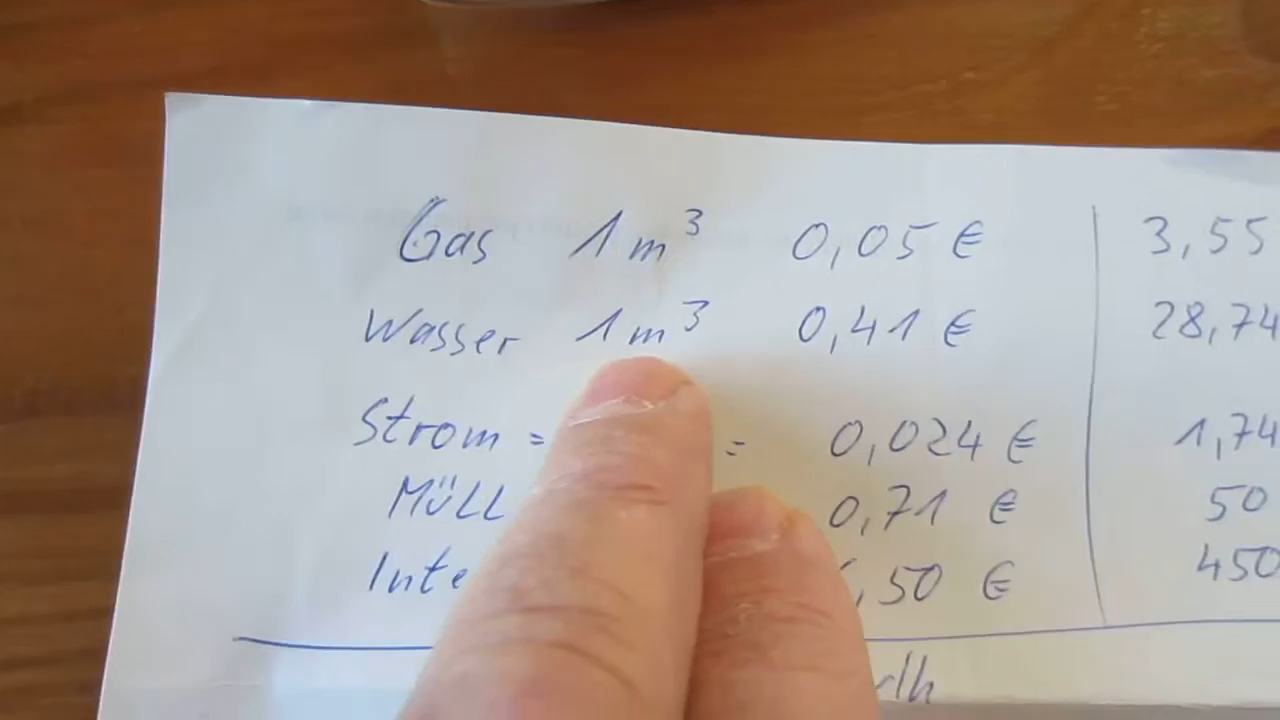 Gas 1 m³ 0,05 € 3,55
Wasser 1 m³ 0,41 € 28,74
Strom = = 0,024 € 1,74
Müll 0,71 € 50
Inte ,50 € 450